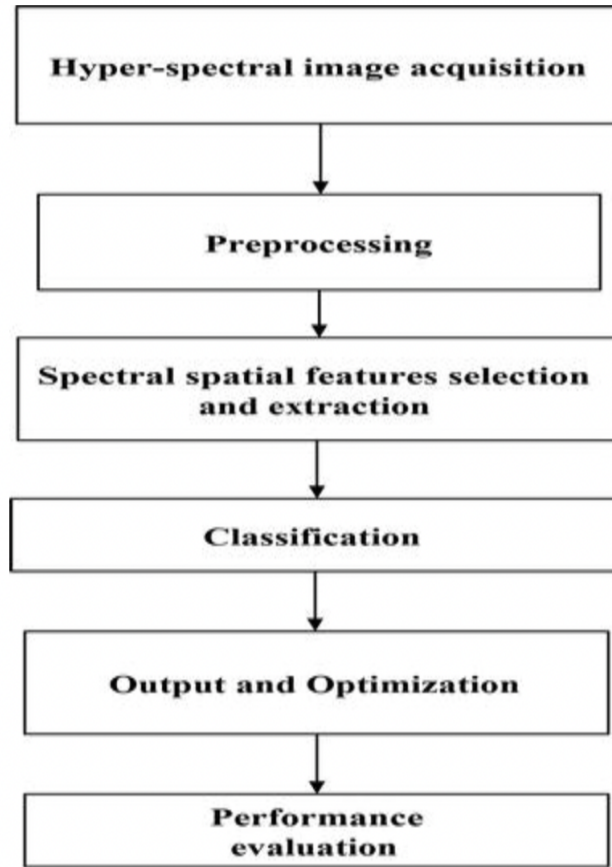 Hyper-spectral image acquisition
Preprocessing
Spectral spatial features selection
and extraction
Classification
Output and Optimization
Performance
evaluation